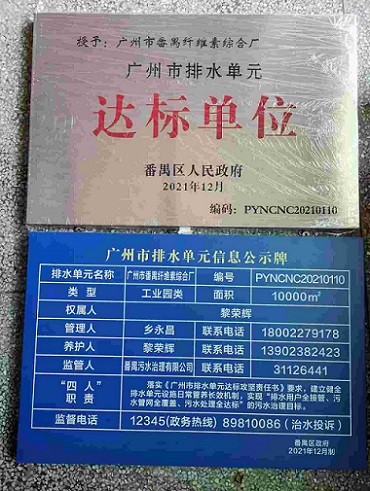 授予：广州市番禺纤维素综合厂
广州市排水单元
达标单位
番禺区人民政府
2021年12月
编码：PYNCNC20210110
广州市排水单元信息公示牌
排水单元名称 广州市番禺纤维素综合厂 编号 PYNCNC20210110
类 型 工业园类 面积 10000㎡
权属人 黎荣辉
管理人 乡永昌 联系电话 18002279178
养护人 黎荣辉 联系电话 13902382423
监管人 番禺污水治理有限公司 联系电话 31126441
“四人”
职责
落实《广州市排水单元达标攻坚责任书》要求，建立健全
排水单元设施日常管养长效机制，实现“排水用户全接管、污
水管网全覆盖、污水处理全达标”的污水治理目标。
监督电话 12345(政务热线) 89810086（治水投诉）
番禺区政府
2021年12月制